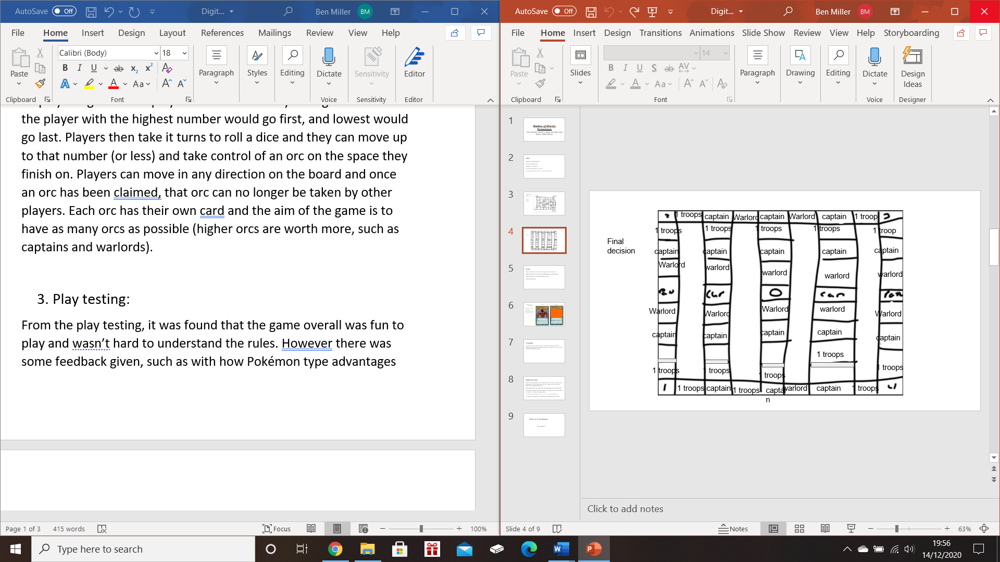 AutoSave Off Digit... Ben Miller BM
File Home Insert Design Layout References Mailings Review View Help
Calibri (Body) 18
Paste B I U ab x2 x2 Paragraph Styles Editing Dictate Sensitivity Editor
A A Aa A A
Clipboard Font Voice Sensitivity Editor
the player with the highest number would go first, and lowest would
go last. Players then take it turns to roll a dice and they can move up
to that number (or less) and take control of an orc on the space they
finish on. Players can move in any direction on the board and once
an orc has been claimed, that orc can no longer be taken by other
players. Each orc has their own card and the aim of the game is to
have as many orcs as possible (higher orcs are worth more, such as
captains and warlords).
3. Play testing:
From the play testing, it was found that the game overall was fun to
play and wasn't hard to understand the rules. However there was
some feedback given, such as with how Pokémon type advantages
Page 1 of 3 415 words Focus 100%
AutoSave Off Digit... Ben Miller BM
File Home Insert Design Transitions Animations Slide Show Review View Help Storyboarding
14
Paste B I U S ab AV Slides Paragraph Drawing Editing Dictate Design Ideas
A Aa A A A
Clipboard Font Voice Designer
1
Shadow of Mordor
2
3
4
5
6
7
8
9
Final
decision
1 troops captain Warlord captain Warlord captain 1 troop 2
1 troops 1 troops 1 troops 1 troops 1 troop
captain captain captain captain captain
Warlord warlord warlord warlord warlord
Warlord Warlord Warlord warlord Warlord
captain captain captain captain captain
1 troops 1 troops 1 troops 1 troops 1 troops
1 1 troops captain 1 troops captain warlord captain 1 troops
Click to add notes
Slide 4 of 9 Notes 63%
Type here to search
19:56
14/12/2020